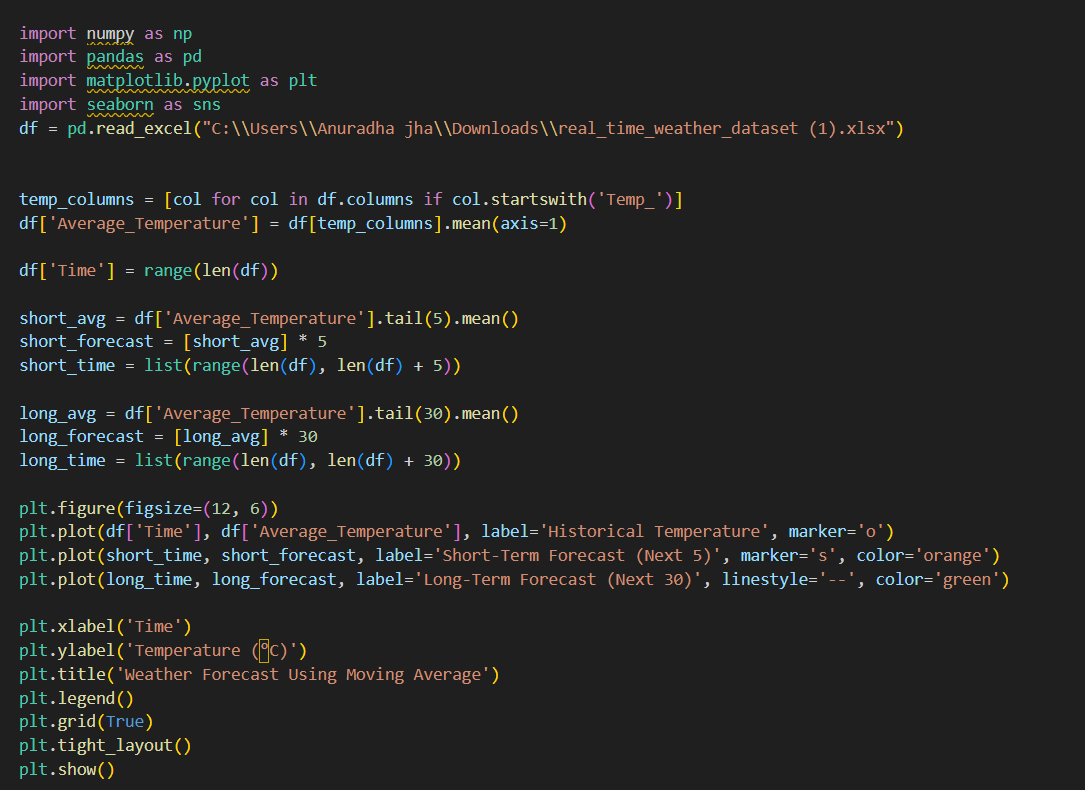 import numpy as np
import pandas as pd
import matplotlib.pyplot as plt
import seaborn as sns
df = pd.read_excel("C:\\Users\\Anuradha jha\\Downloads\\real_time_weather_dataset (1).xlsx")
temp_columns = [col for col in df.columns if col.startswith('Temp_')]
df['Average_Temperature'] = df[temp_columns].mean(axis=1)
df['Time'] = range(len(df))
short_avg = df['Average_Temperature'].tail(5).mean()
short_forecast = [short_avg] * 5
short_time = list(range(len(df), len(df) + 5))
long_avg = df['Average_Temperature'].tail(30).mean()
long_forecast = [long_avg] * 30
long_time = list(range(len(df), len(df) + 30))
plt.figure(figsize=(12, 6))
plt.plot(df['Time'], df['Average_Temperature'], label='Historical Temperature', marker='o')
plt.plot(short_time, short_forecast, label='Short-Term Forecast (Next 5)', marker='s', color='orange')
plt.plot(long_time, long_forecast, label='Long-Term Forecast (Next 30)', linestyle='--', color='green')
plt.xlabel('Time')
plt.ylabel('Temperature (°C)')
plt.title('Weather Forecast Using Moving Average')
plt.legend()
plt.grid(True)
plt.tight_layout()
plt.show()